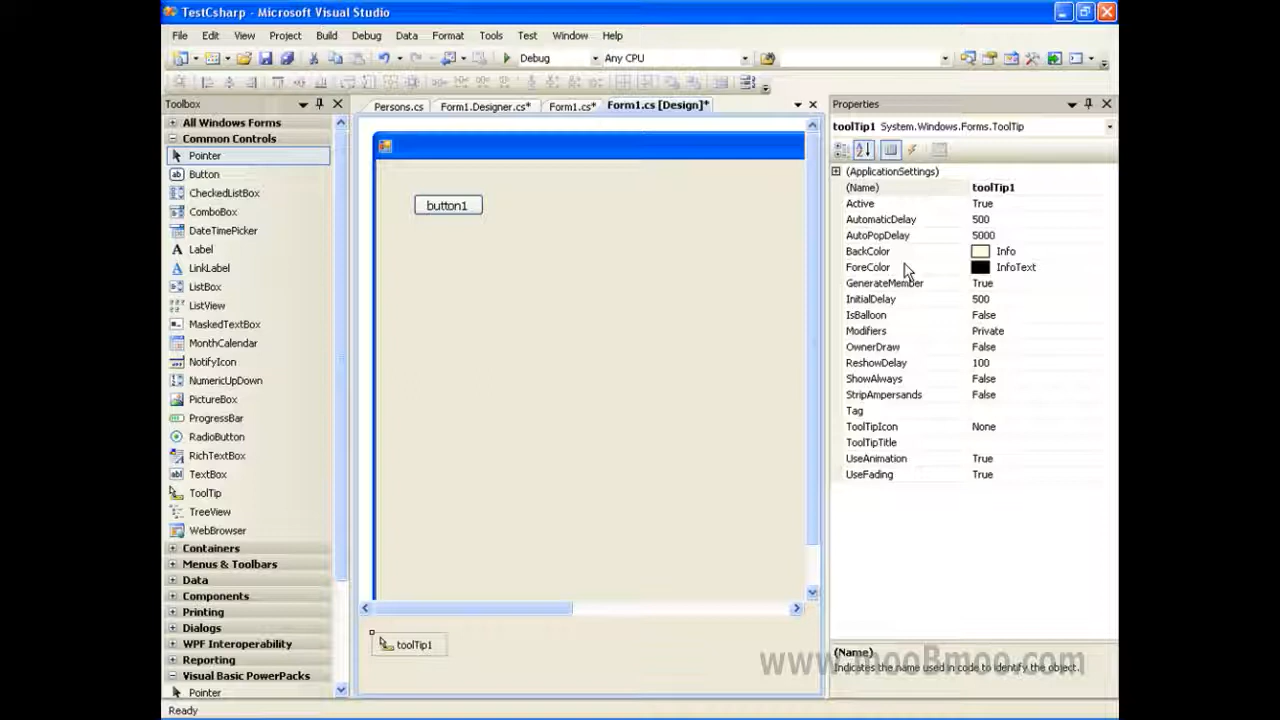 TestCsharp - Microsoft Visual Studio
File Edit View Project Build Debug Data Format Tools Test Window Help
Debug Any CPU
Toolbox
All Windows Forms
Common Controls
Pointer
Button
CheckedListBox
ComboBox
DateTimePicker
Label
LinkLabel
ListBox
ListView
MaskedTextBox
MonthCalendar
NotifyIcon
NumericUpDown
PictureBox
ProgressBar
RadioButton
RichTextBox
TextBox
ToolTip
TreeView
WebBrowser
Containers
Menus & Toolbars
Data
Components
Printing
Dialogs
WPF Interoperability
Reporting
Visual Basic PowerPacks
Pointer
Persons.cs Form1.Designer.cs* Form1.cs* Form1.cs [Design]*
button1
toolTip1
Properties
toolTip1 System.Windows.Forms.ToolTip
(ApplicationSettings)
(Name) toolTip1
Active True
AutomaticDelay 500
AutoPopDelay 5000
BackColor Info
ForeColor InfoText
GenerateMember True
InitialDelay 500
IsBalloon False
Modifiers Private
OwnerDraw False
ReshowDelay 100
ShowAlways False
StripAmpersands False
Tag
ToolTipIcon None
ToolTipTitle
UseAnimation True
UseFading True
(Name)
Indicates the name used in code to identify the object.
www.mooBmoo.com
Ready